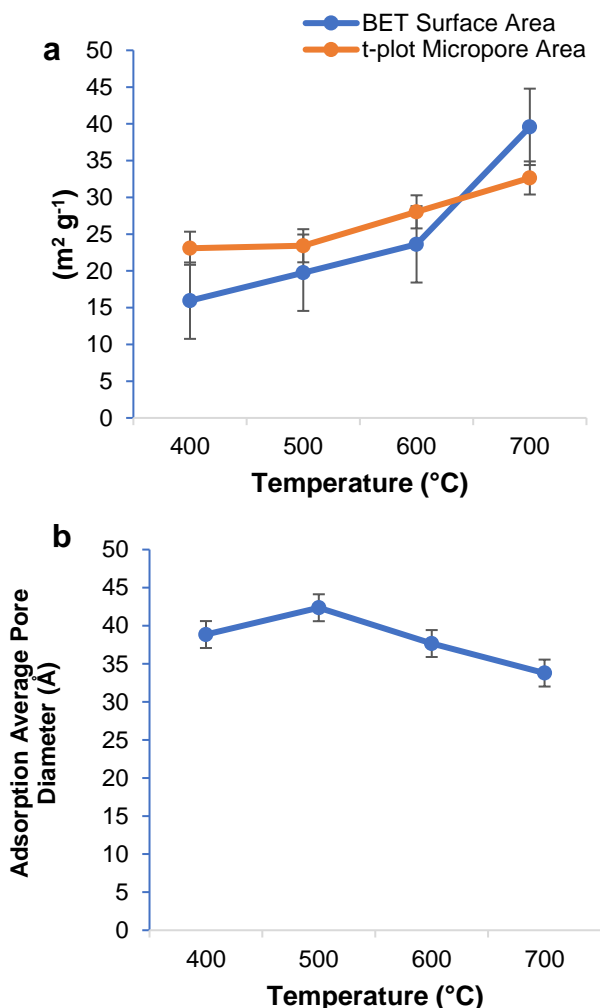 a
BET Surface Area
t-plot Micropore Area
50
45
40
35
30
25
20
15
10
5
0
(m² g⁻¹)
400 500 600 700
Temperature (°C)
b
50
45
40
35
30
25
20
15
10
5
0
Adsorption Average Pore
Diameter (Å)
400 500 600 700
Temperature (°C)